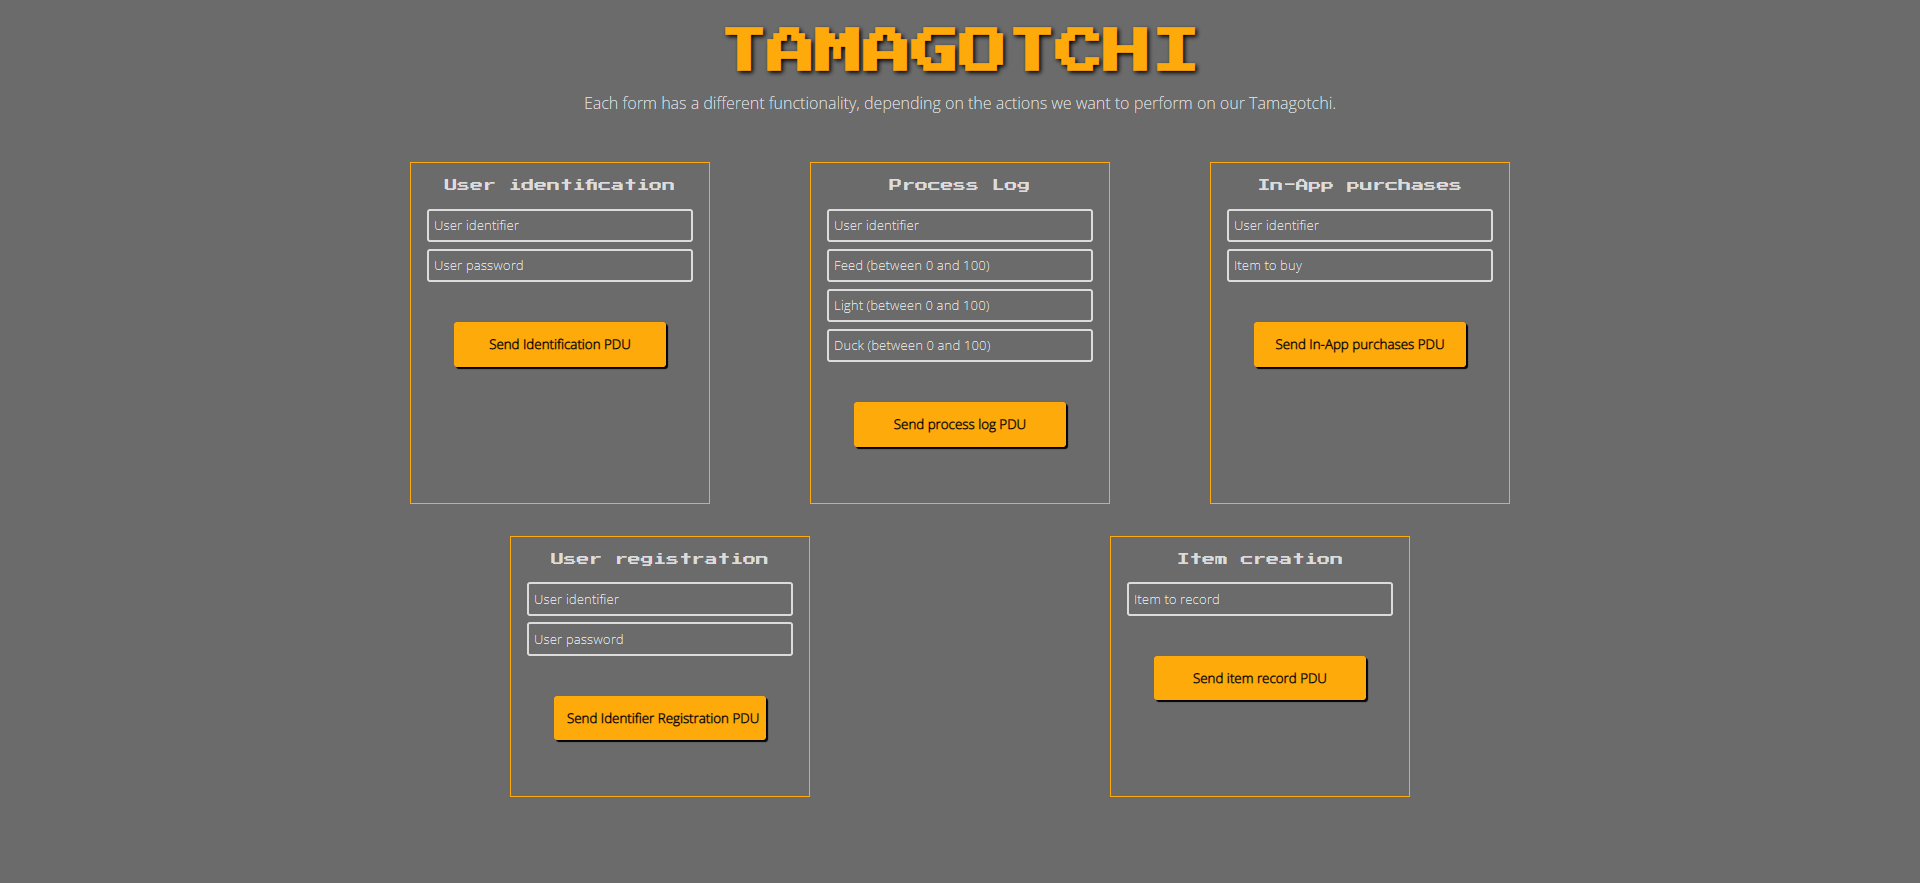 TAMAGOTCHI
Each form has a different functionality, depending on the actions we want to perform on our Tamagotchi.
User identification
User identifier
User password
Send Identification PDU
Process Log
User identifier
Feed (between 0 and 100)
Light (between 0 and 100)
Duck (between 0 and 100)
Send process log PDU
In-App purchases
User identifier
Item to buy
Send In-App purchases PDU
User registration
User identifier
User password
Send Identifier Registration PDU
Item creation
Item to record
Send item record PDU